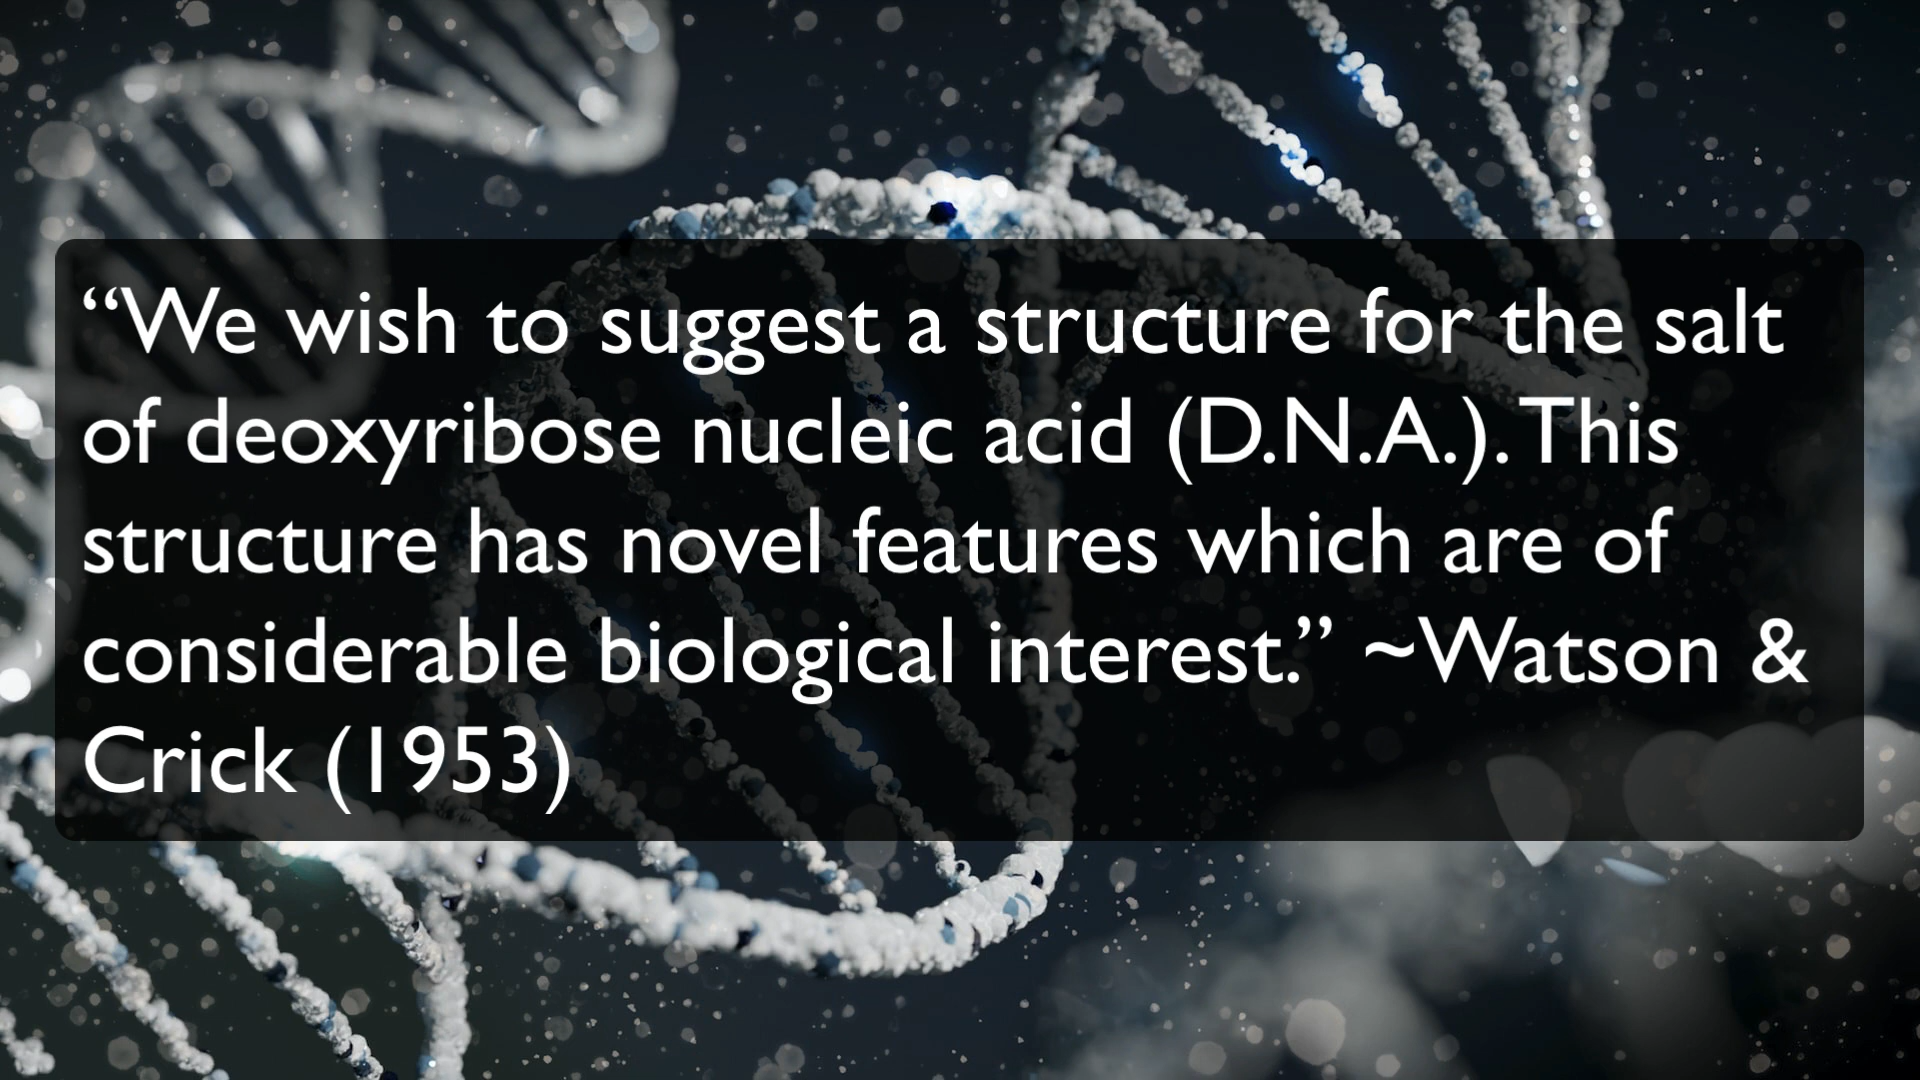 “We wish to suggest a structure for the salt
of deoxyribose nucleic acid (D.N.A.). This
structure has novel features which are of
considerable biological interest.” ~Watson &
Crick (1953)